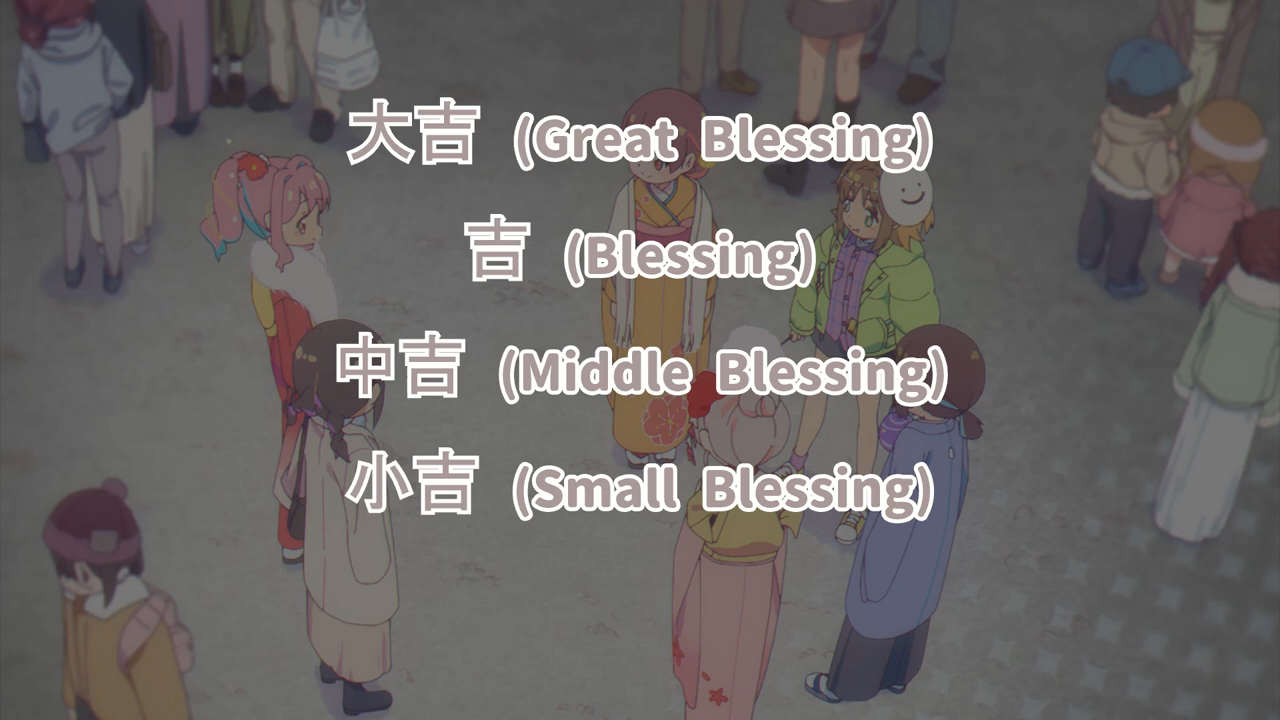 大吉 (Great Blessing)
吉 (Blessing)
中吉 (Middle Blessing)
小吉 (Small Blessing)